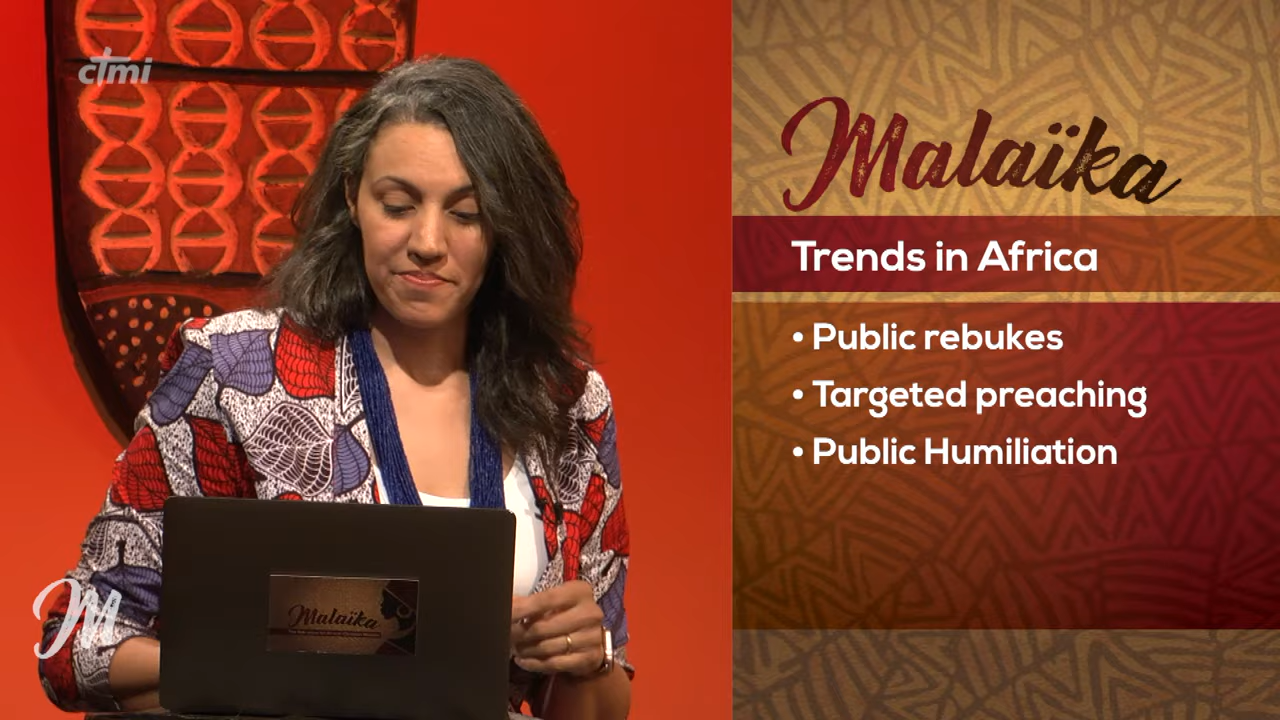 cTmi
Malaïka
Trends in Africa
• Public rebukes
• Targeted preaching
• Public Humiliation
Malaïka
M